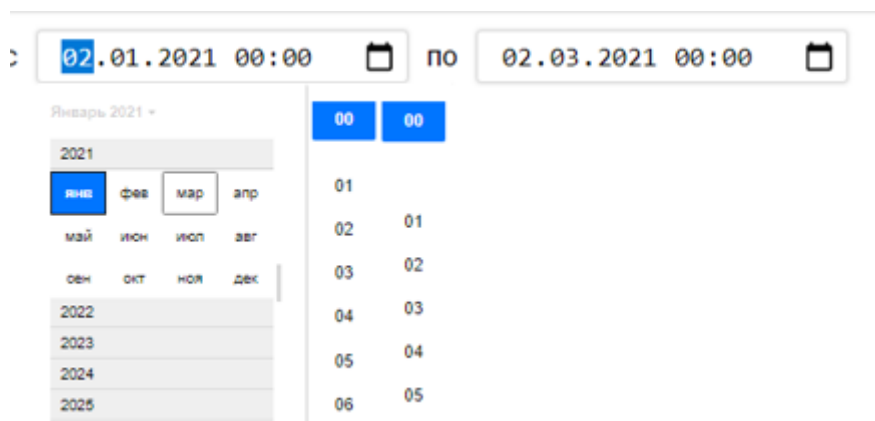 с 02.01.2021 00:00 по 02.03.2021 00:00
Январь 2021
00 00
2021
янв фев мар апр
01
май июн июл авг
02 01
сен окт ноя дек
03 02
2022
04 03
2023
05 04
2024
2025
06 05